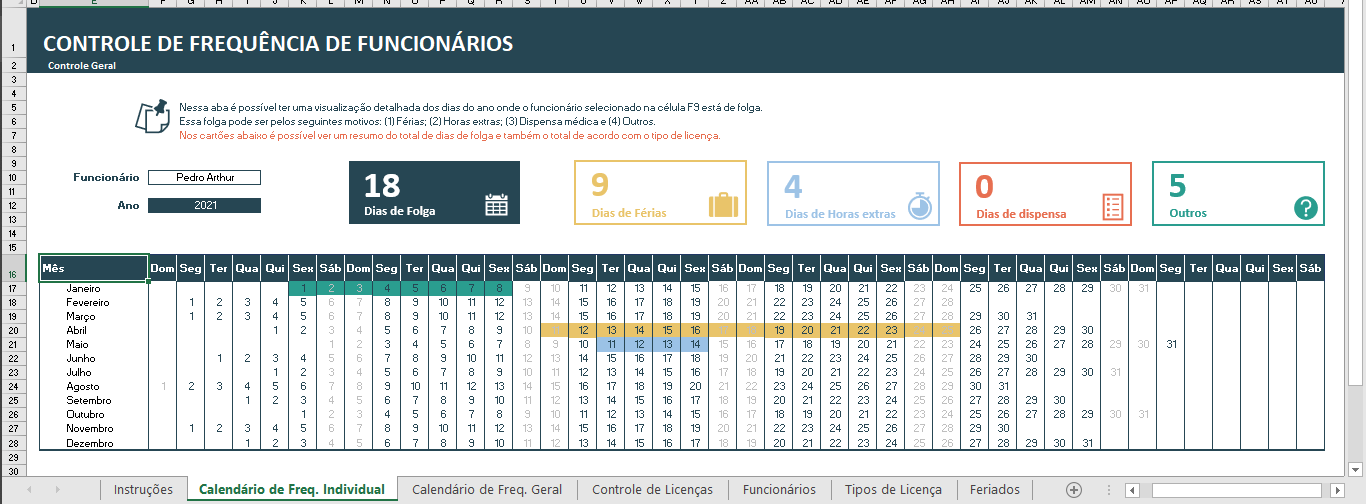 CONTROLE DE FREQUÊNCIA DE FUNCIONÁRIOS
Controle Geral
Nessa aba é possível ter uma visualização detalhada dos dias do ano onde o funcionário selecionado na célula F9 está de folga.
Essa folga pode ser pelos seguintes motivos: (1) Férias; (2) Horas extras; (3) Dispensa médica e (4) Outros.
Nos cartões abaixo é possível ver um resumo do total de dias de folga e também o total de acordo com o tipo de licença.
Funcionário Pedro Arthur
Ano 2021
18
Dias de Folga
9
Dias de Férias
4
Dias de Horas extras
0
Dias de dispensa
5
Outros
?
Mês Dom Seg Ter Qua Qui Sex Sáb Dom Seg Ter Qua Qui Sex Sáb Dom Seg Ter Qua Qui Sex Sáb Dom Seg Ter Qua Qui Sex Sáb Dom Seg Ter Qua Qui Sex Sáb Dom Seg Ter Qua Qui Sex Sáb
Janeiro 1 2 3 4 5 6 7 8 9 10 11 12 13 14 15 16 17 18 19 20 21 22 23 24 25 26 27 28 29 30 31
Fevereiro 1 2 3 4 5 6 7 8 9 10 11 12 13 14 15 16 17 18 19 20 21 22 23 24 25 26 27 28
Março 1 2 3 4 5 6 7 8 9 10 11 12 13 14 15 16 17 18 19 20 21 22 23 24 25 26 27 28 29 30 31
Abril 1 2 3 4 5 6 7 8 9 10 11 12 13 14 15 16 17 18 19 20 21 22 23 24 25 26 27 28 29 30
Maio 1 2 3 4 5 6 7 8 9 10 11 12 13 14 15 16 17 18 19 20 21 22 23 24 25 26 27 28 29 30 31
Junho 1 2 3 4 5 6 7 8 9 10 11 12 13 14 15 16 17 18 19 20 21 22 23 24 25 26 27 28 29 30
Julho 1 2 3 4 5 6 7 8 9 10 11 12 13 14 15 16 17 18 19 20 21 22 23 24 25 26 27 28 29 30 31
Agosto 1 2 3 4 5 6 7 8 9 10 11 12 13 14 15 16 17 18 19 20 21 22 23 24 25 26 27 28 29 30 31
Setembro 1 2 3 4 5 6 7 8 9 10 11 12 13 14 15 16 17 18 19 20 21 22 23 24 25 26 27 28 29 30
Outubro 1 2 3 4 5 6 7 8 9 10 11 12 13 14 15 16 17 18 19 20 21 22 23 24 25 26 27 28 29 30 31
Novembro 1 2 3 4 5 6 7 8 9 10 11 12 13 14 15 16 17 18 19 20 21 22 23 24 25 26 27 28 29 30
Dezembro 1 2 3 4 5 6 7 8 9 10 11 12 13 14 15 16 17 18 19 20 21 22 23 24 25 26 27 28 29 30 31
Instruções Calendário de Freq. Individual Calendário de Freq. Geral Controle de Licenças Funcionários Tipos de Licença Feriados